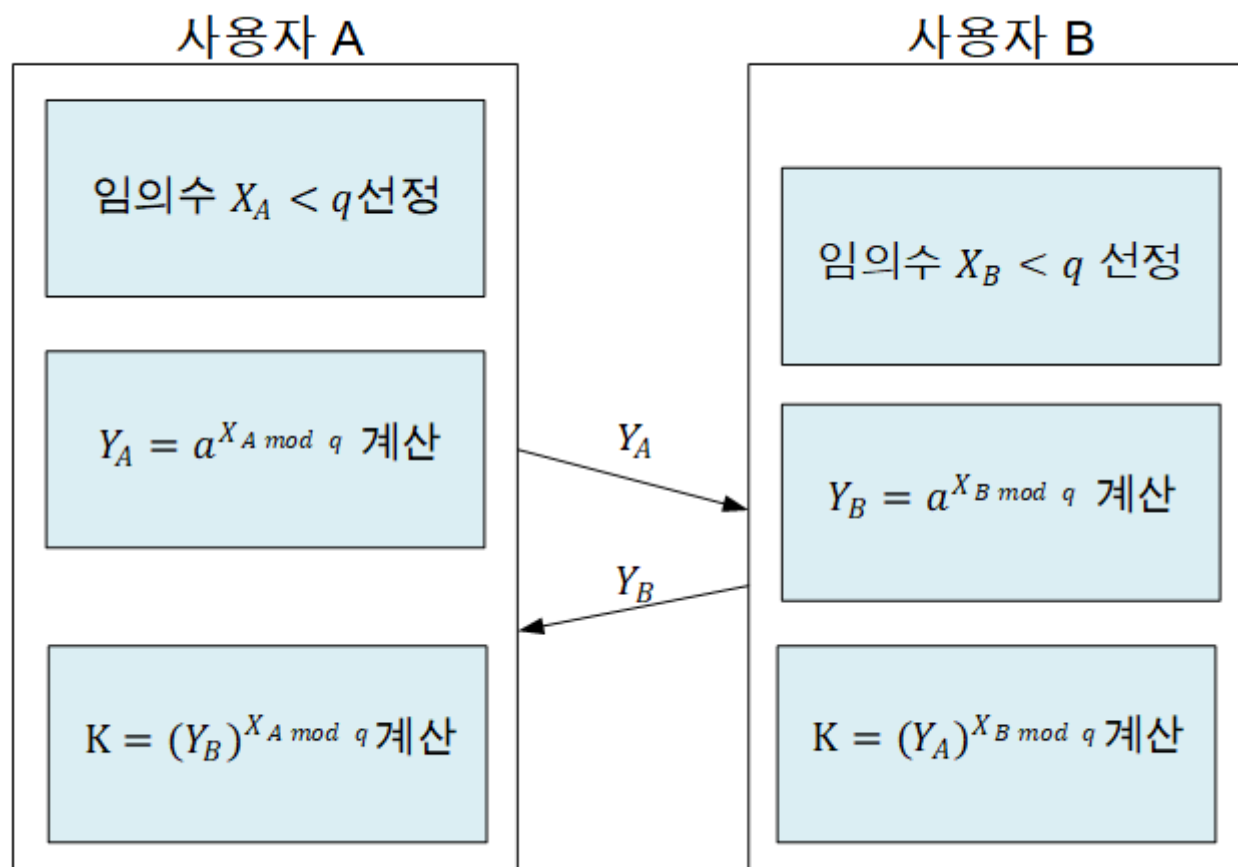 사용자 A
임의수 X_A < q선정
Y_A = a^{X_A mod q} 계산
K = (Y_B)^{X_A mod q}계산
Y_A
Y_B
사용자 B
임의수 X_B < q 선정
Y_B = a^{X_B mod q} 계산
K = (Y_A)^{X_B mod q}계산